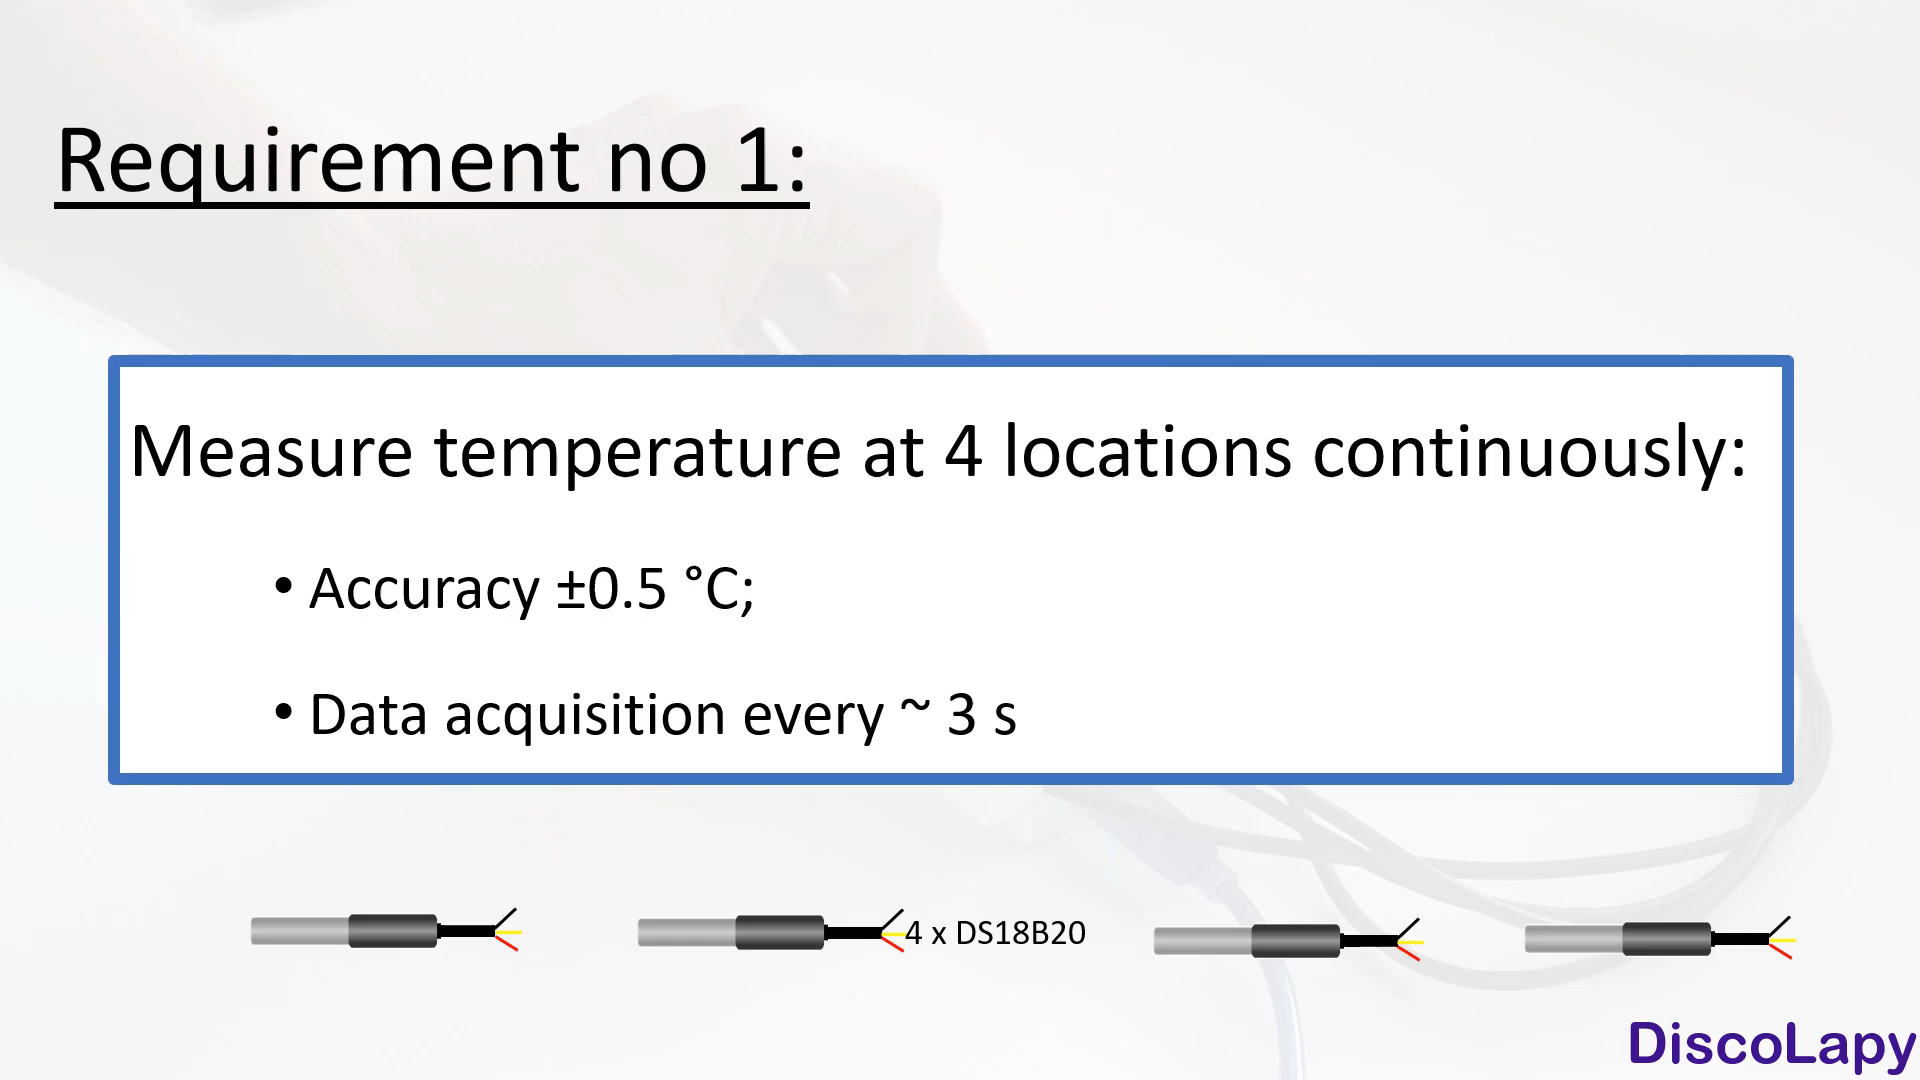 Requirement no 1:
Measure temperature at 4 locations continuously:
• Accuracy ±0.5 °C;
• Data acquisition every ~ 3 s
4 x DS18B20
DiscoLapy